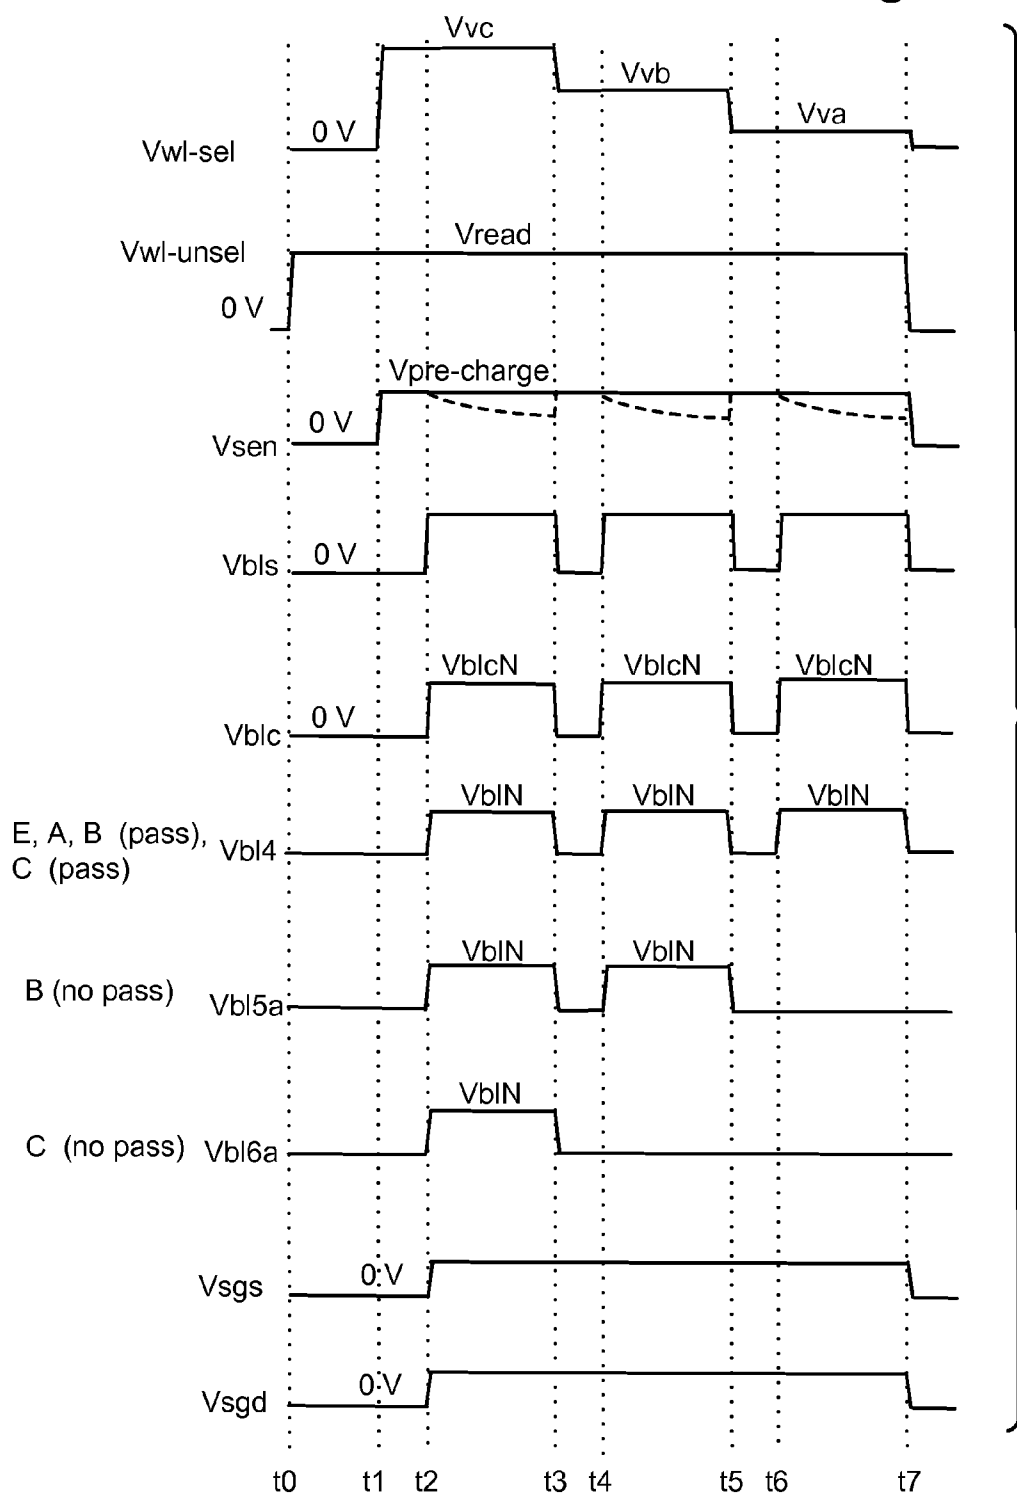 Vvc
Vvb
Vva
0 V
Vwl-sel
Vread
Vwl-unsel
0 V
Vpre-charge
0 V
Vsen
0 V
Vbls
VblcN VblcN VblcN
0 V
Vblc
VblN VblN VblN
E, A, B (pass),
C (pass)
Vbl4
VblN VblN
B (no pass) Vbl5a
VblN
C (no pass) Vbl6a
0 V
Vsgs
0 V
Vsgd
t0 t1 t2 t3 t4 t5 t6 t7